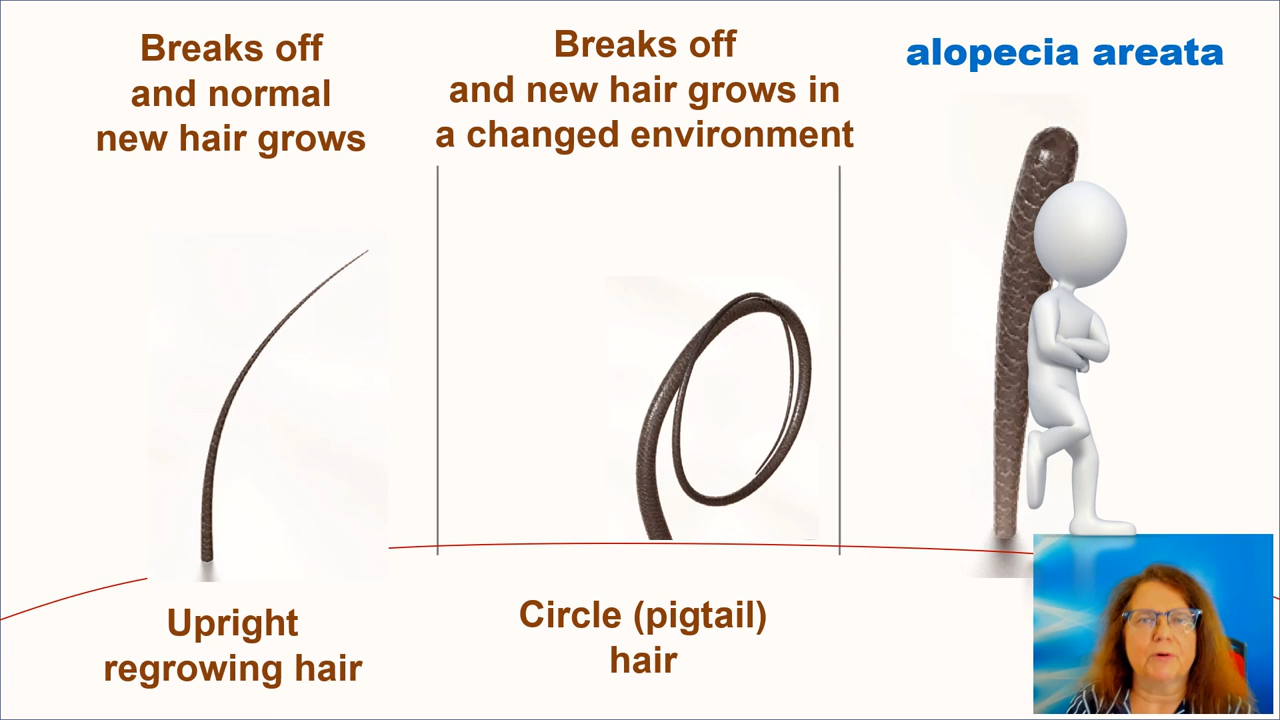 Breaks off
and normal
new hair grows
Breaks off
and new hair grows in
a changed environment
alopecia areata
Upright
regrowing hair
Circle (pigtail)
hair